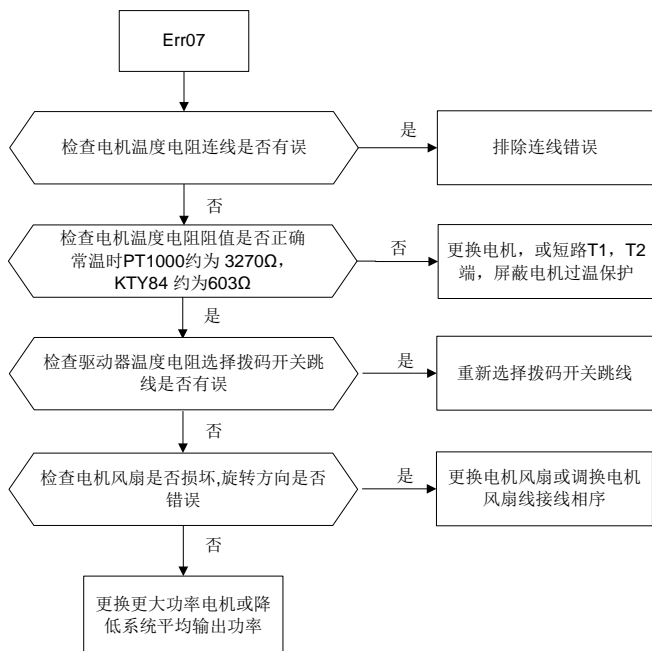 Err07
检查电机温度电阻连线是否有误
是
排除连线错误
否
检查电机温度电阻阻值是否正确
常温时PT1000约为 3270Ω，
KTY84 约为603Ω
否
更换电机，或短路T1，T2
端，屏蔽电机过温保护
是
检查驱动器温度电阻选择拨码开关跳
线是否有误
是
重新选择拨码开关跳线
否
检查电机风扇是否损坏,旋转方向是否
错误
是
更换电机风扇或调换电机
风扇线接线相序
否
更换更大功率电机或降
低系统平均输出功率